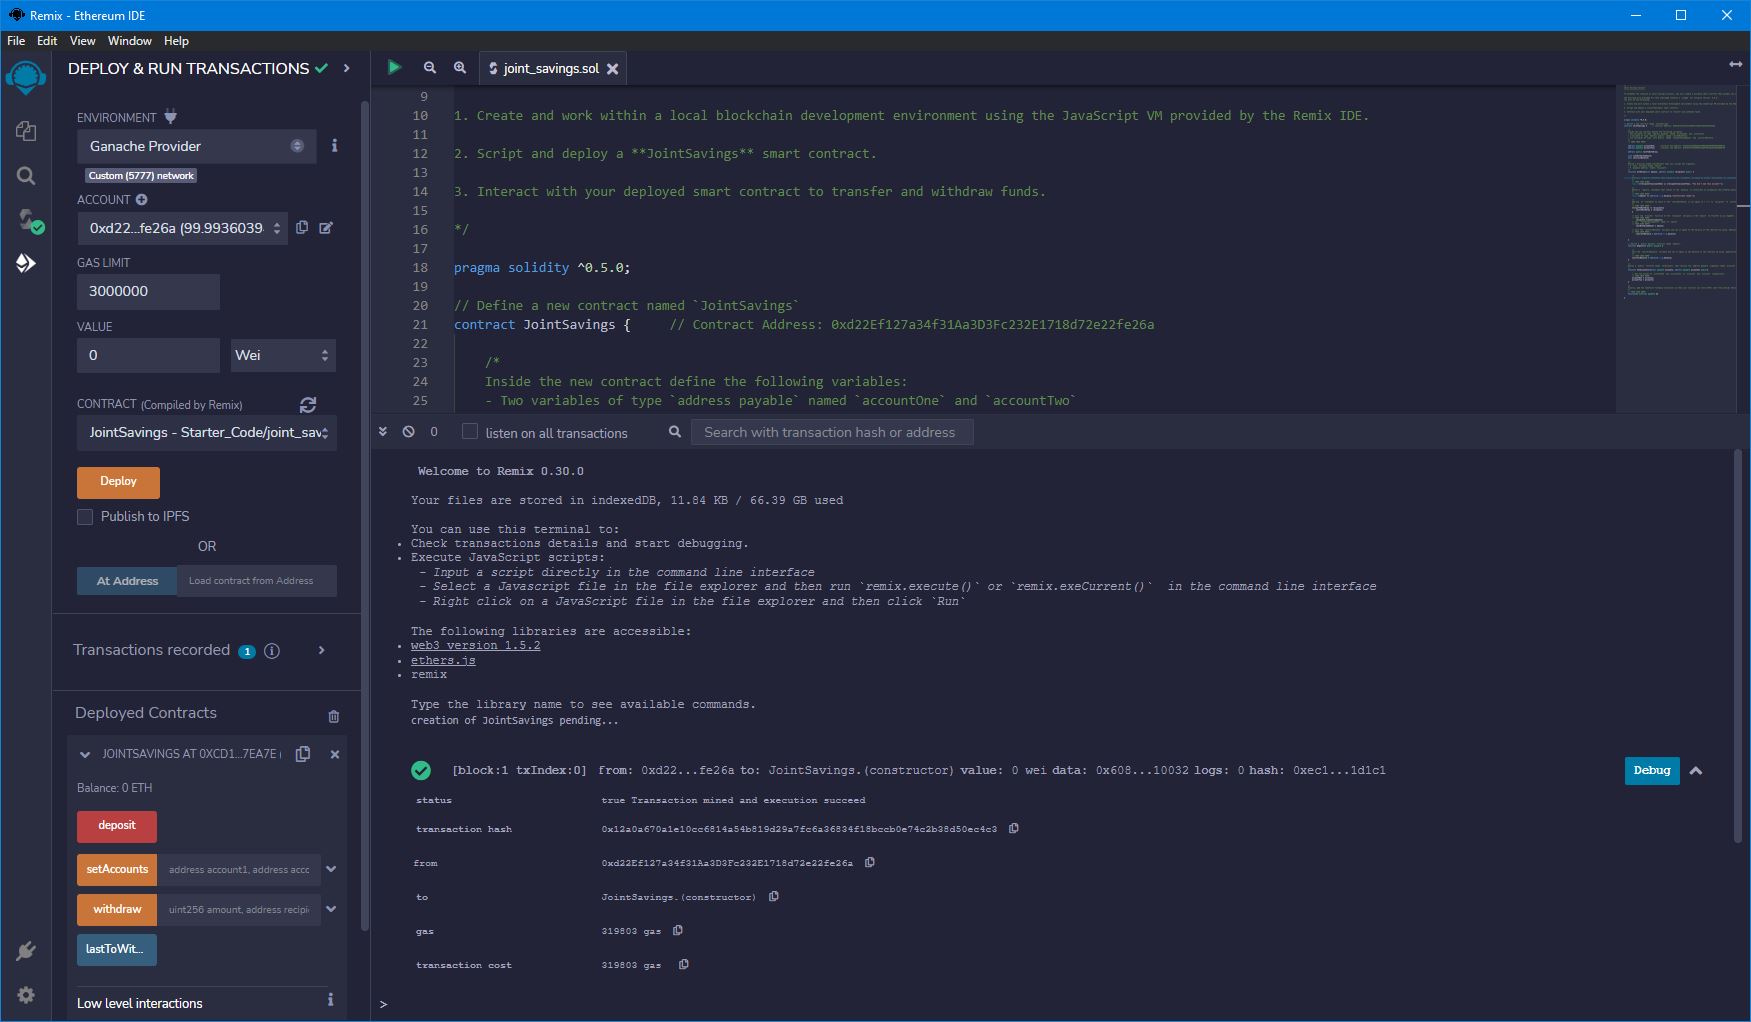 Remix - Ethereum IDE
File Edit View Window Help
DEPLOY & RUN TRANSACTIONS
ENVIRONMENT
Ganache Provider
Custom (5777) network
ACCOUNT
0xd22...fe26a (99.9936039
GAS LIMIT
3000000
VALUE
0 Wei
CONTRACT (Compiled by Remix)
JointSavings - Starter_Code/joint_sav
Deploy
Publish to IPFS
OR
At Address Load contract from Address
Transactions recorded 1
Deployed Contracts
JOINTSAVINGS AT 0XCD1...7EA7E (
Balance: 0 ETH
deposit
setAccounts address account1, address acco
withdraw uint256 amount, address recipi
lastToWit...
Low level interactions
joint_savings.sol
9
10 1. Create and work within a local blockchain development environment using the JavaScript VM provided by the Remix IDE.
11
12 2. Script and deploy a **JointSavings** smart contract.
13
14 3. Interact with your deployed smart contract to transfer and withdraw funds.
15
16 */
17
18 pragma solidity ^0.5.0;
19
20 // Define a new contract named `JointSavings`
21 contract JointSavings { // Contract Address: 0xd22Ef127a34f31Aa3D3Fc232E1718d72e22fe26a
22
23 /*
24 Inside the new contract define the following variables:
25 - Two variables of type `address payable` named `accountOne` and `accountTwo`
0 listen on all transactions Search with transaction hash or address
Welcome to Remix 0.30.0
Your files are stored in indexedDB, 11.84 KB / 66.39 GB used
You can use this terminal to:
• Check transactions details and start debugging.
• Execute JavaScript scripts:
- Input a script directly in the command line interface
- Select a Javascript file in the file explorer and then run `remix.execute()` or `remix.exeCurrent()` in the command line interface
- Right click on a JavaScript file in the file explorer and then click `Run`
The following libraries are accessible:
• web3 version 1.5.2
• ethers.js
• remix
Type the library name to see available commands.
creation of JointSavings pending...
[block:1 txIndex:0] from: 0xd22...fe26a to: JointSavings.(constructor) value: 0 wei data: 0x608...10032 logs: 0 hash: 0xec1...1d1c1
Debug
status true Transaction mined and execution succeed
transaction hash 0x12a0a670a1e10cc6814a54b819d29a7fc6a36834f18bccb0e74c2b38d50ec4c3
from 0xd22Ef127a34f31Aa3D3Fc232E1718d72e22fe26a
to JointSavings.(constructor)
gas 319803 gas
transaction cost 319803 gas
>